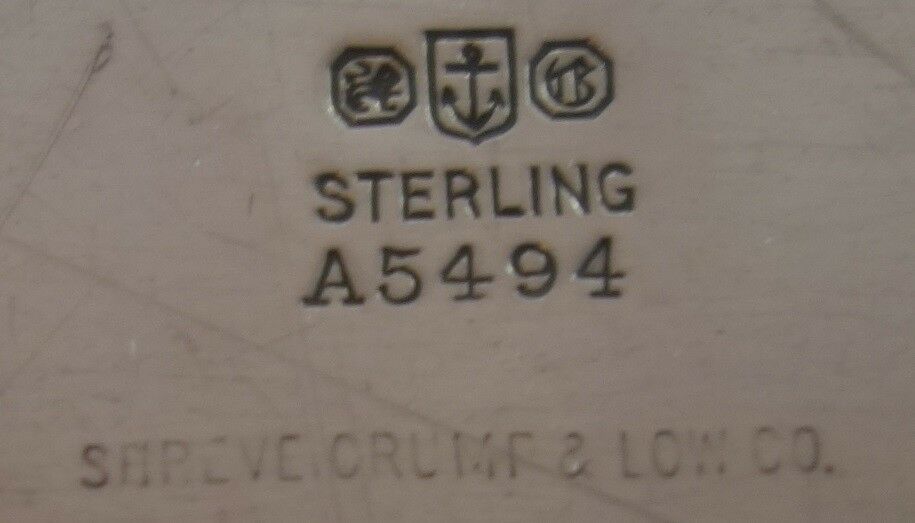 STERLING
A5494
SHREVE, CRUMP & LOW CO.